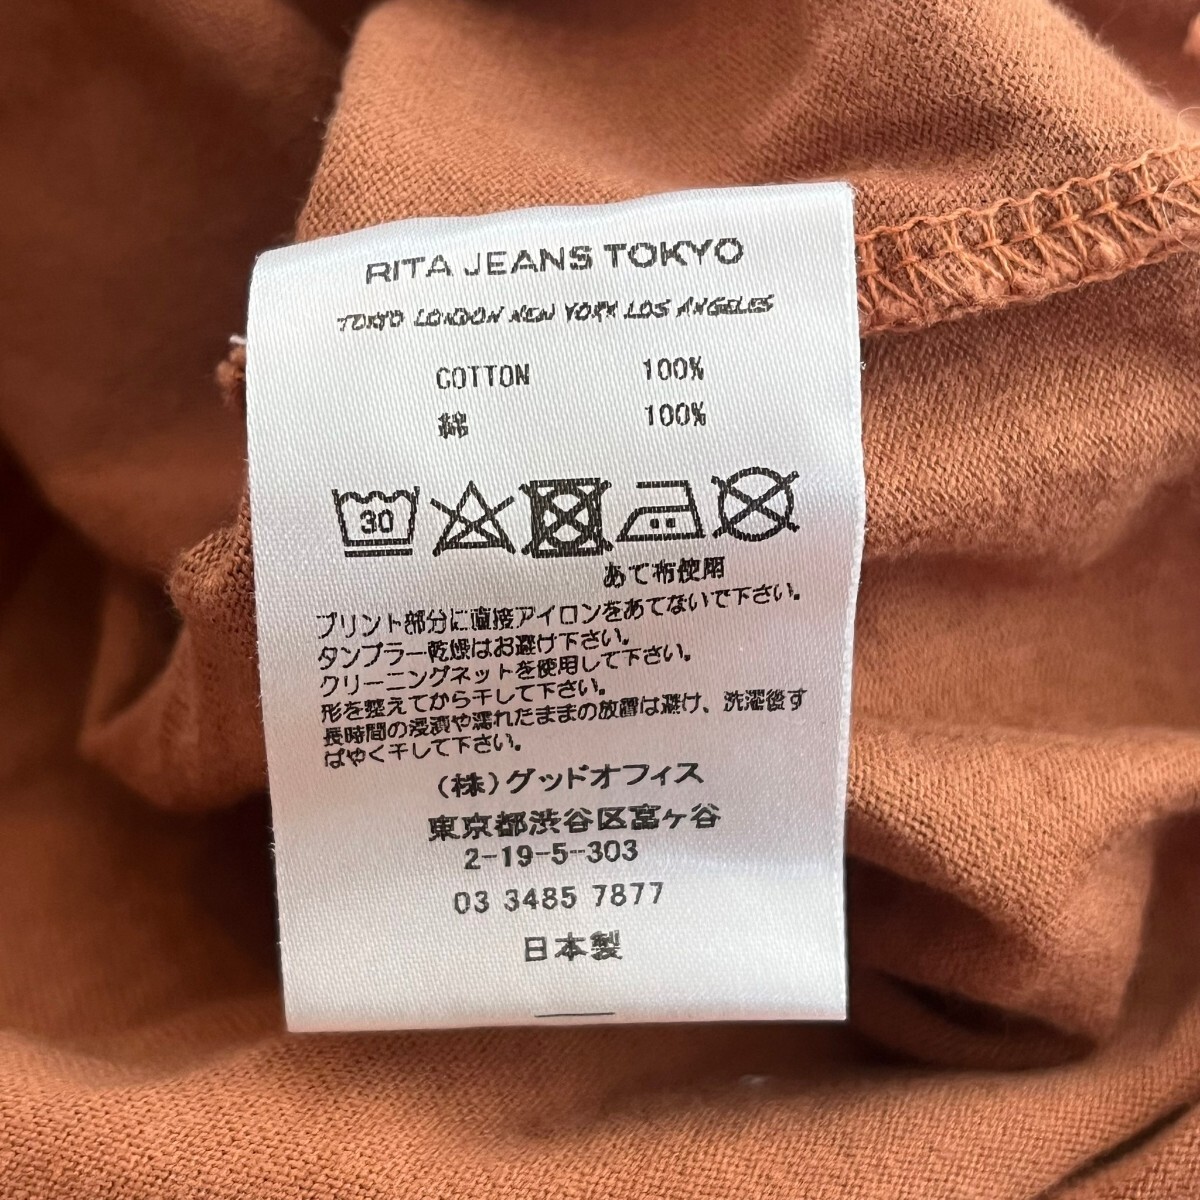 RITA JEANS TOKYO
TOKYO LONDON NEW YORK LOS ANGELES
COTTON 100%
綿 100%
30
あて布使用
プリント部分に直接アイロンをあてないで下さい。
タンブラー乾燥はお避け下さい。
クリーニングネットを使用して下さい。
形を整えてから干して下さい。
長時間の浸漬や濡れたままの放置は避け、洗濯後す
ばやく干して下さい。
(株)グッドオフィス
東京都渋谷区富ヶ谷
2-19-5-303
03 3485 7877
日本製